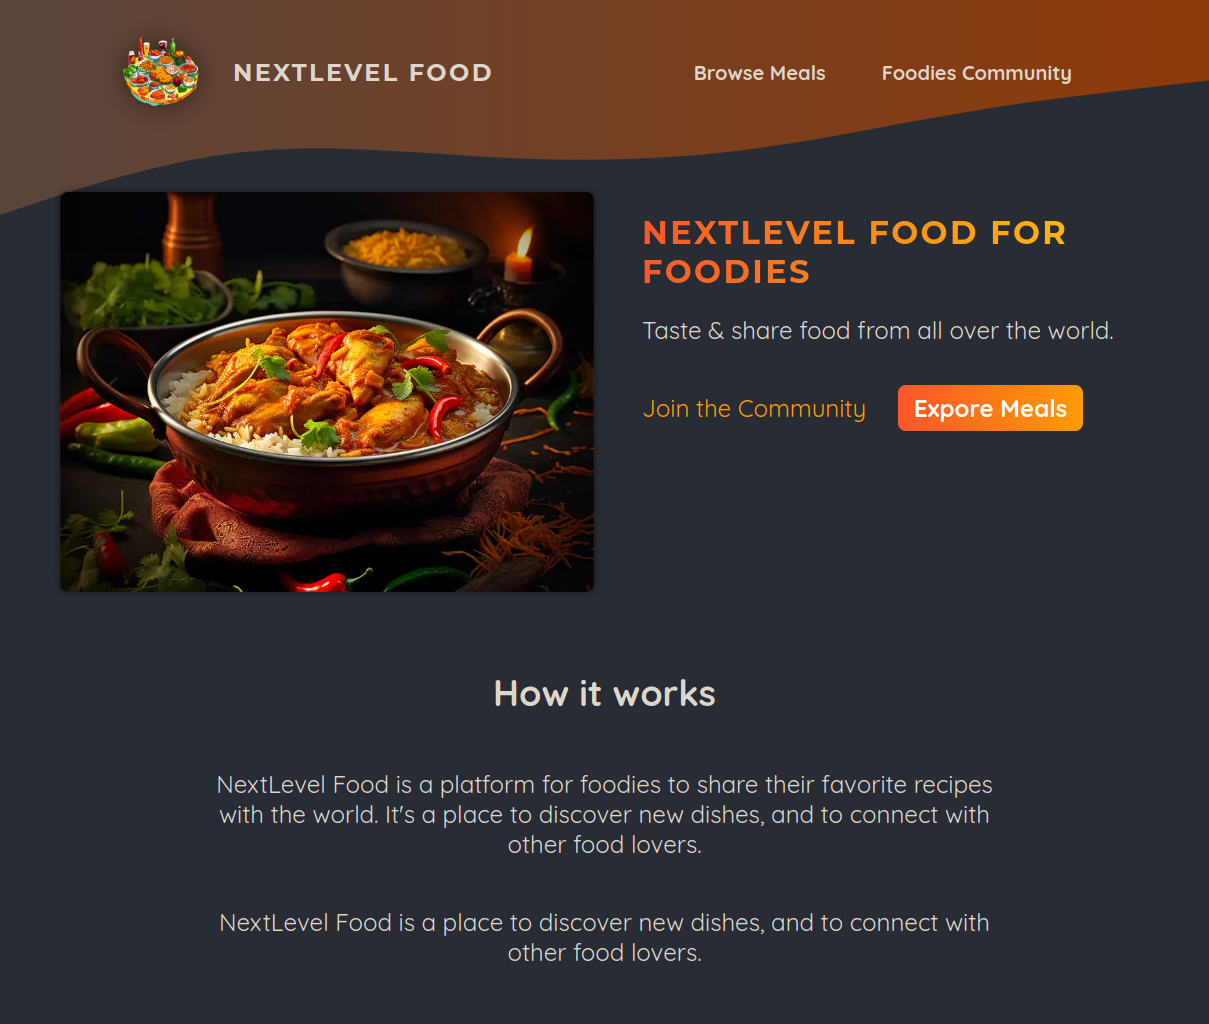 NEXTLEVEL FOOD
Browse Meals
Foodies Community
NEXTLEVEL FOOD FOR
FOODIES
Taste & share food from all over the world.
Join the Community
Expore Meals
How it works
NextLevel Food is a platform for foodies to share their favorite recipes
with the world. It's a place to discover new dishes, and to connect with
other food lovers.
NextLevel Food is a place to discover new dishes, and to connect with
other food lovers.